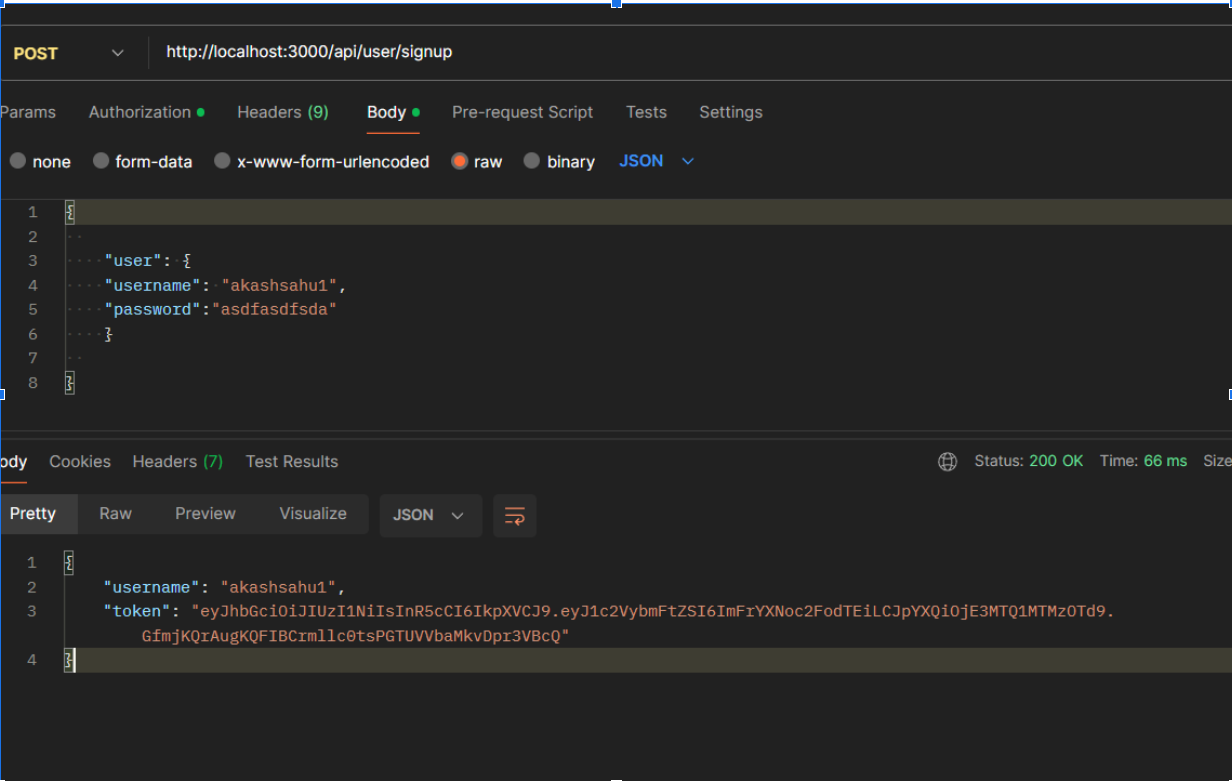 POST http://localhost:3000/api/user/signup
Params Authorization Headers (9) Body Pre-request Script Tests Settings
none form-data x-www-form-urlencoded raw binary JSON
1 {
2
3 "user": {
4 "username": "akashsahu1",
5 "password":"asdfasdfsda"
6 }
7
8 }
ody Cookies Headers (7) Test Results Status: 200 OK Time: 66 ms Size
Pretty Raw Preview Visualize JSON
1 {
2 "username": "akashsahu1",
3 "token": "eyJhbGciOiJIUzI1NiIsInR5cCI6IkpXVCJ9.eyJ1c2VybmFtZSI6ImFrYXNoc2FodTEiLCJpYXQiOjE3MTQ1MTMzOTd9.
GfmjKQrAugKQFIBCrmllc0tsPGTUVVbaMkvDpr3VBcQ"
4 }